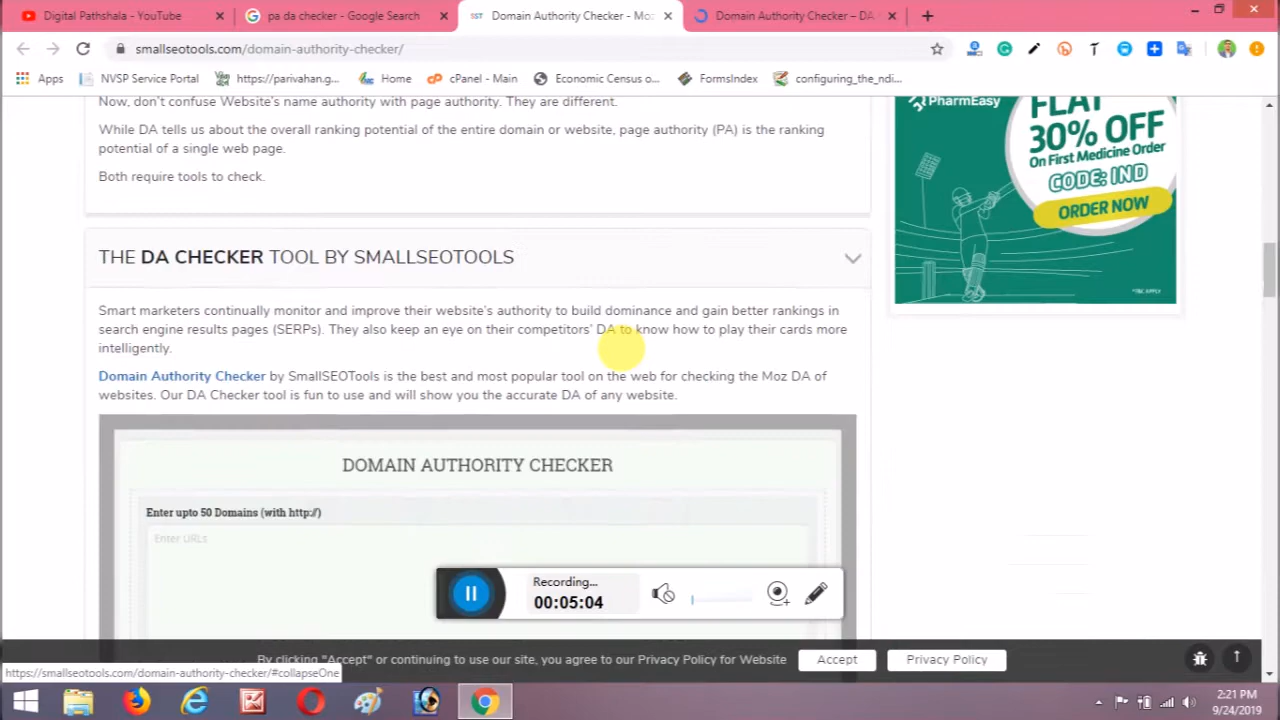 Digital Pathshala - YouTube
pa da checker - Google Search
Domain Authority Checker - Mo
Domain Authority Checker – DA
smallseotools.com/domain-authority-checker/
Apps
NVSP Service Portal
https://parivahan.g...
Home
cPanel - Main
Economic Census o...
FormsIndex
configuring_the_ndi...
Now, don't confuse Website's name authority with page authority. They are different.
While DA tells us about the overall ranking potential of the entire domain or website, page authority (PA) is the ranking
potential of a single web page.
Both require tools to check.
THE DA CHECKER TOOL BY SMALLSEOTOOLS
Smart marketers continually monitor and improve their website's authority to build dominance and gain better rankings in
search engine results pages (SERPs). They also keep an eye on their competitors' DA to know how to play their cards more
intelligently.
Domain Authority Checker by SmallSEOTools is the best and most popular tool on the web for checking the Moz DA of
websites. Our DA Checker tool is fun to use and will show you the accurate DA of any website.
DOMAIN AUTHORITY CHECKER
Enter upto 50 Domains (with http://)
Enter URLs
PharmEasy
FLAT
30% OFF
On First Medicine Order
CODE: IND
ORDER NOW
*T&C APPLY
Recording...
00:05:04
By clicking "Accept" or continuing to use our site, you agree to our Privacy Policy for Website
Accept
Privacy Policy
https://smallseotools.com/domain-authority-checker/#collapseOne
2:21 PM
9/24/2019